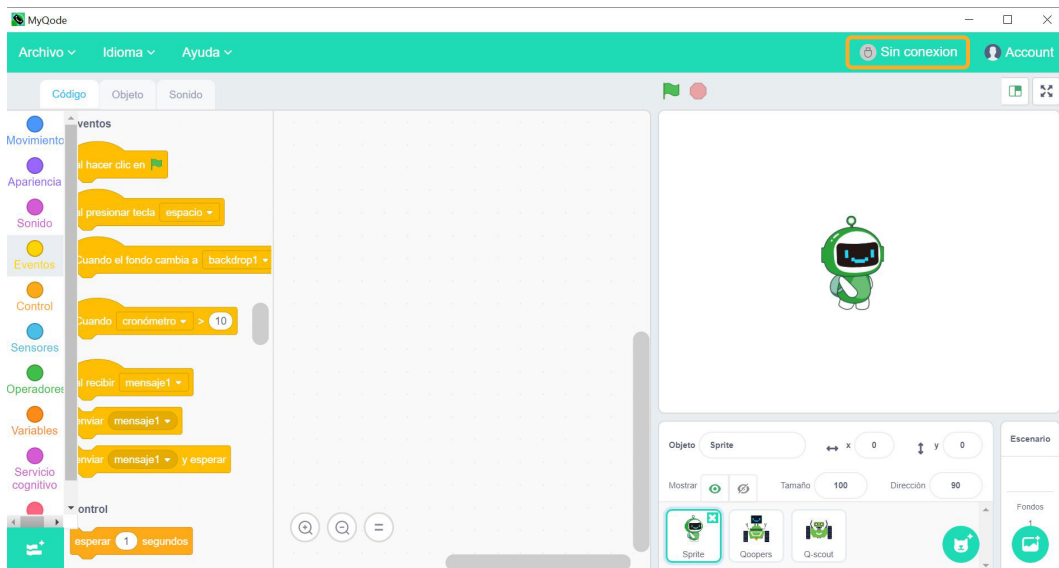 MyQode
Archivo Idioma Ayuda Sin conexion Account
Código Objeto Sonido
Movimiento
Apariencia
Sonido
Eventos
Control
Sensores
Operadores
Variables
Servicio
cognitivo
ventos
al hacer clic en
al presionar tecla espacio
Cuando el fondo cambia a backdrop1
Cuando cronómetro > 10
al recibir mensaje1
enviar mensaje1
enviar mensaje1 y esperar
ontrol
esperar 1 segundos
Objeto Sprite x 0 y 0
Mostrar Tamaño 100 Dirección 90
Sprite Qoopers Q-scout
Escenario
Fondos
1